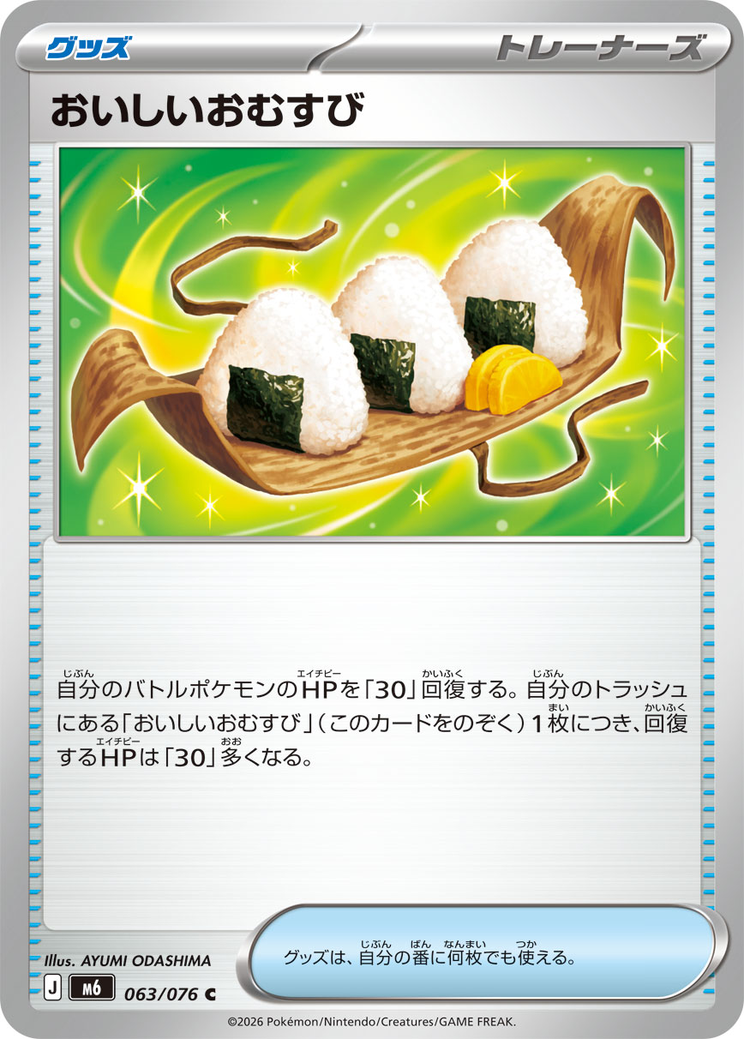 グッズ
トレーナーズ
おいしいおむすび
自分のバトルポケモンのHPを「30」回復する。自分のトラッシュ
にある「おいしいおむすび」（このカードをのぞく）1枚につき、回復
するHPは「30」多くなる。
グッズは、自分の番に何枚でも使える。
Illus. AYUMI ODASHIMA
J M6 063/076 C
©2026 Pokémon/Nintendo/Creatures/GAME FREAK.